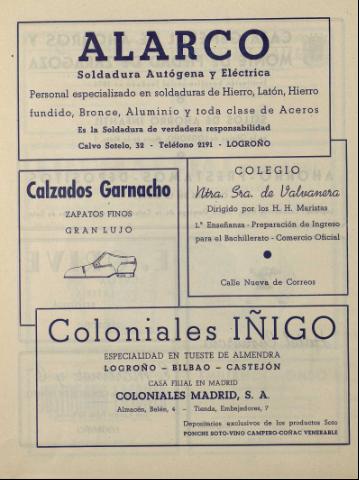 ALARCO
Soldadura Autógena y Eléctrica
Personal especializado en soldaduras de Hierro, Latón, Hierro
fundido, Bronce, Aluminio y toda clase de Aceros
Es la Soldadura de verdadera responsabilidad
Calvo Sotelo, 32 - Teléfono 2191 - LOGROÑO
Calzados Garnacho
ZAPATOS FINOS
GRAN LUJO
COLEGIO
Ntra. Sra. de Valvanera
Dirigido por los H. H. Maristas
1.ª Enseñanza - Preparación de Ingreso
para el Bachillerato - Comercio Oficial
Calle Nueva de Correos
Coloniales IÑIGO
ESPECIALIDAD EN TUESTE DE ALMENDRA
LOGROÑO - BILBAO - CASTEJÓN
CASA FILIAL EN MADRID
COLONIALES MADRID, S. A.
Almacén, Belén, 4 - Tienda, Embajadores, 7
Depositarios exclusivos de los productos Soto
PONCHE SOTO-VINO CAMPERO-COÑAC VENERABLE